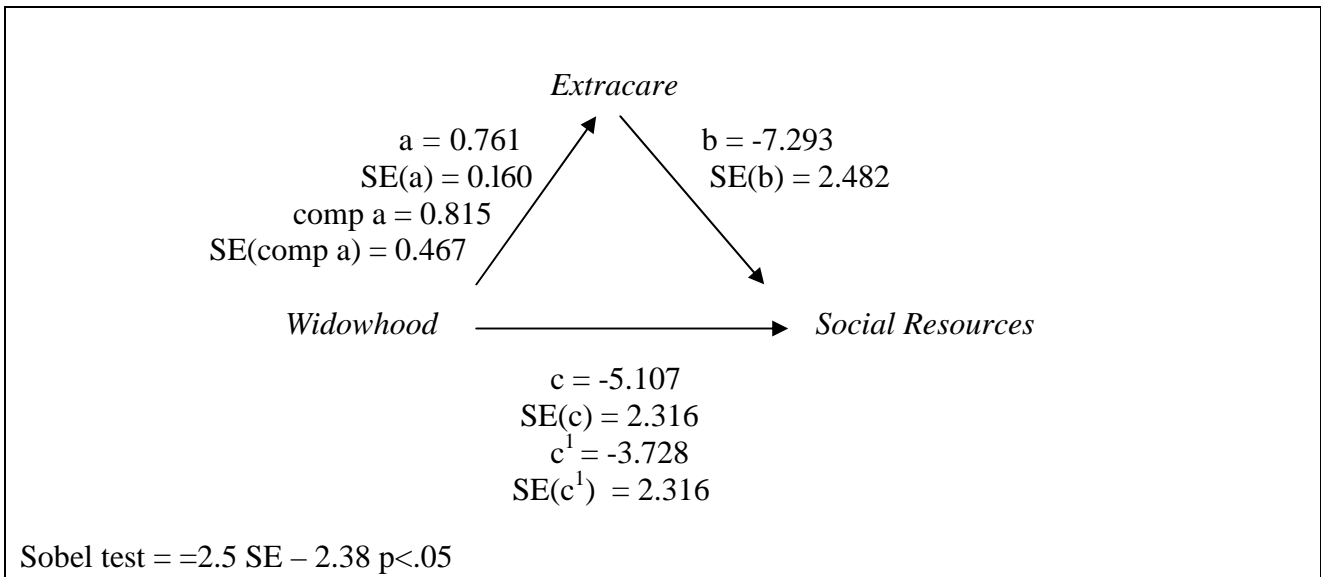 Extracare
a = 0.761
SE(a) = 0.l60
comp a = 0.815
SE(comp a) = 0.467
b = -7.293
SE(b) = 2.482
Widowhood
Social Resources
c = -5.107
SE(c) = 2.316
c¹ = -3.728
SE(c¹) = 2.316
Sobel test = =2.5 SE – 2.38 p<.05